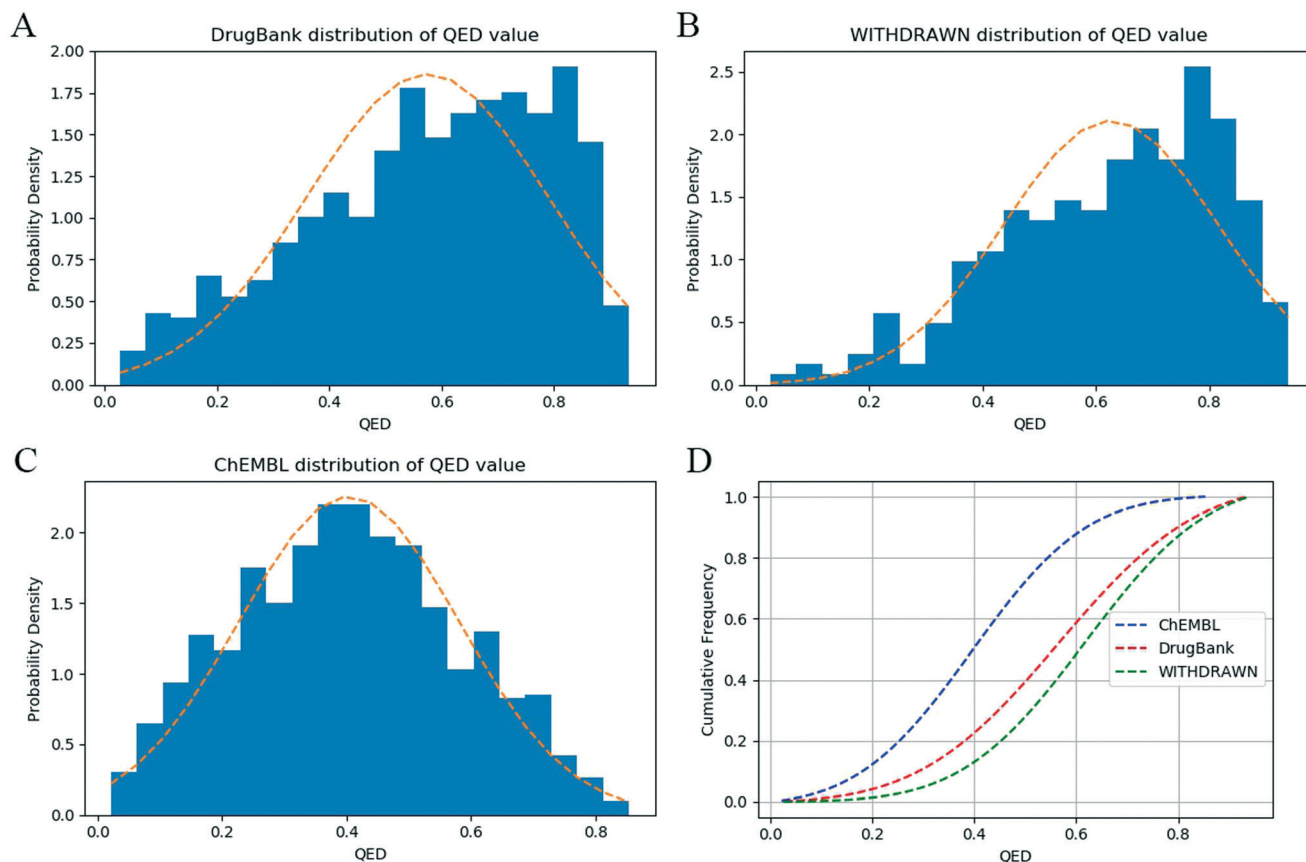 A
DrugBank distribution of QED value
2.00
1.75
1.50
1.25
1.00
0.75
0.50
0.25
0.00
Probability Density
0.0 0.2 0.4 0.6 0.8
QED
B
WITHDRAWN distribution of QED value
2.5
2.0
1.5
1.0
0.5
0.0
Probability Density
0.0 0.2 0.4 0.6 0.8
QED
C
ChEMBL distribution of QED value
2.0
1.5
1.0
0.5
0.0
Probability Density
0.0 0.2 0.4 0.6 0.8
QED
D
1.0
0.8
0.6
0.4
0.2
0.0
Cumulative Frequency
ChEMBL
DrugBank
WITHDRAWN
0.0 0.2 0.4 0.6 0.8
QED